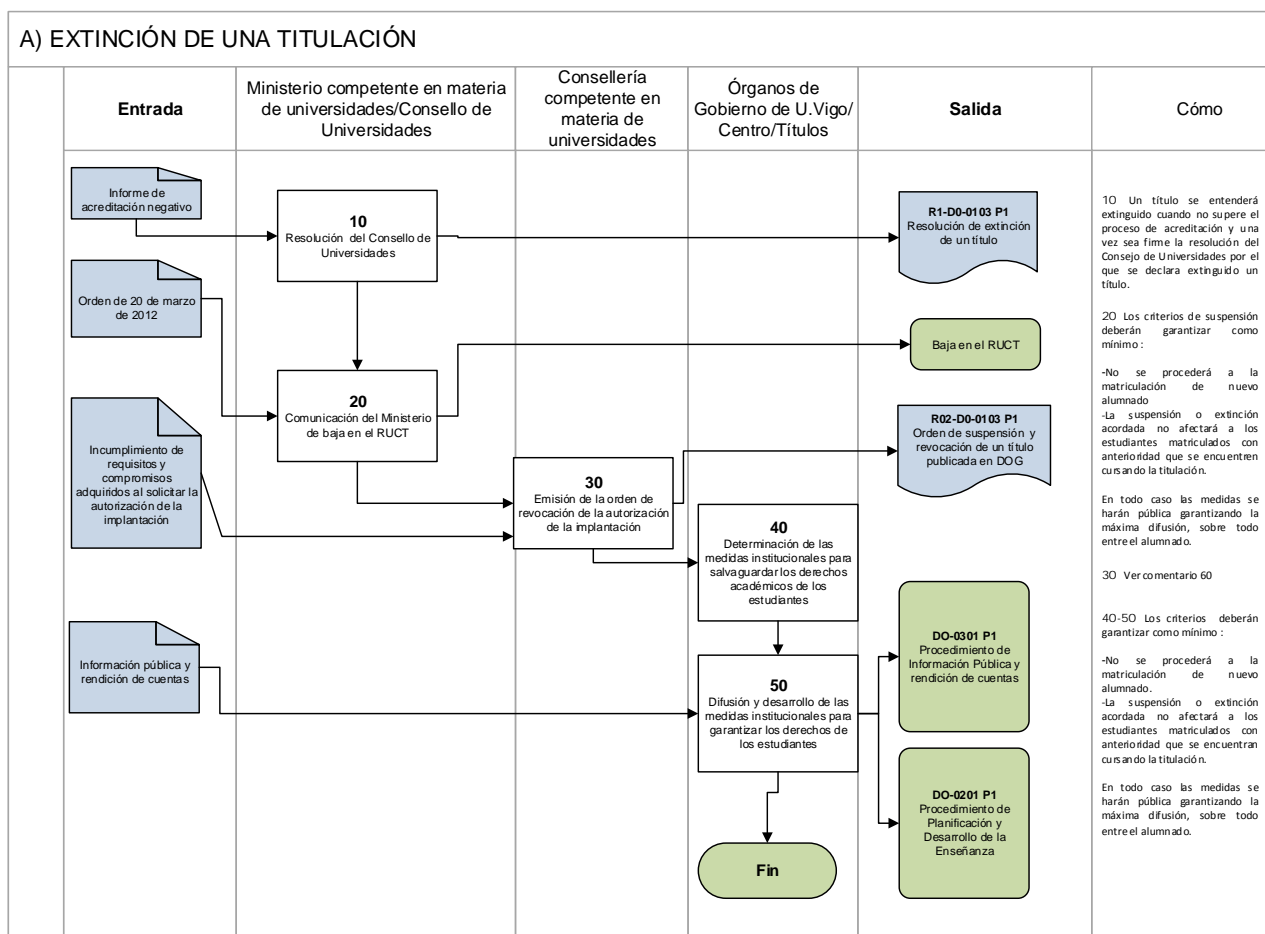 A) EXTINCIÓN DE UNA TITULACIÓN
Entrada
Ministerio competente en materia
de universidades/Consello de
Universidades
Consellería
competente en
materia de
universidades
Órganos de
Gobierno de U.Vigo/
Centro/Títulos
Salida
Cómo
Informe de
acreditación negativo
10
Resolución del Consello de
Universidades
R1-D0-0103 P1
Resolución de extinción
de un título
Orden de 20 de marzo
de 2012
20
Comunicación del Ministerio
de baja en el RUCT
Baja en el RUCT
Incumplimiento de
requisitos y
compromisos
adquiridos al solicitar la
autorización de la
implantación
30
Emisión de la orden de
revocación de la autorización
de la implantación
R02-D0-0103 P1
Orden de suspensión y
revocación de un título
publicada en DOG
40
Determinación de las
medidas institucionales para
salvaguardar los derechos
académicos de los
estudiantes
Información pública y
rendición de cuentas
50
Difusión y desarrollo de las
medidas institucionales para
garantizar los derechos de
los estudiantes
DO-0301 P1
Procedimiento de
Información Pública y
rendición de cuentas
DO-0201 P1
Procedimiento de
Planificación y
Desarrollo de la
Enseñanza
Fin
10 Un título se entenderá
extinguido cuando no supere el
proceso de acreditación y una
vez sea firme la resolución del
Consejo de Universidades por el
que se declara extinguido un
título.
20 Los criterios de suspensión
deberán garantizar como
mínimo :
-No se procederá a la
matriculación de nuevo
alumnado
-La suspensión o extinción
acordada no afectará a los
estudiantes matriculados con
anterioridad que se encuentren
cursando la titulación.
En todo caso las medidas se
harán pública garantizando la
máxima difusión, sobre todo
entre el alumnado.
30 Ver comentario 60
40-50 Los criterios deberán
garantizar como mínimo :
-No se procederá a la
matriculación de nuevo
alumnado.
-La suspensión o extinción
acordada no afectará a los
estudiantes matriculados con
anterioridad que se encuentran
cursando la titulación.
En todo caso las medidas se
harán pública garantizando la
máxima difusión, sobre todo
entre el alumnado.